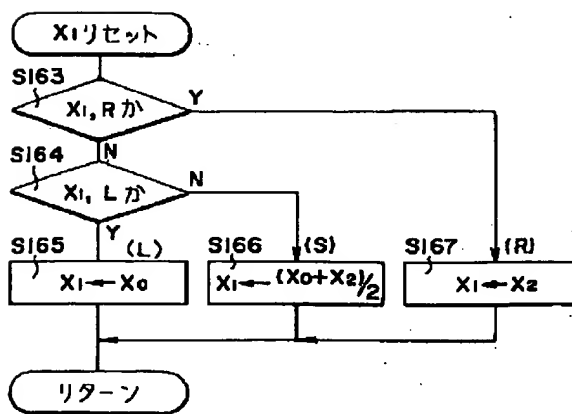 X1リセット
S163
X1, Rか
Y
N
S164
X1, Lか
N
Y
S165
(L)
X1←X0
S166
(S)
X1←(X0+X2)/2
S167
(R)
X1←X2
リターン